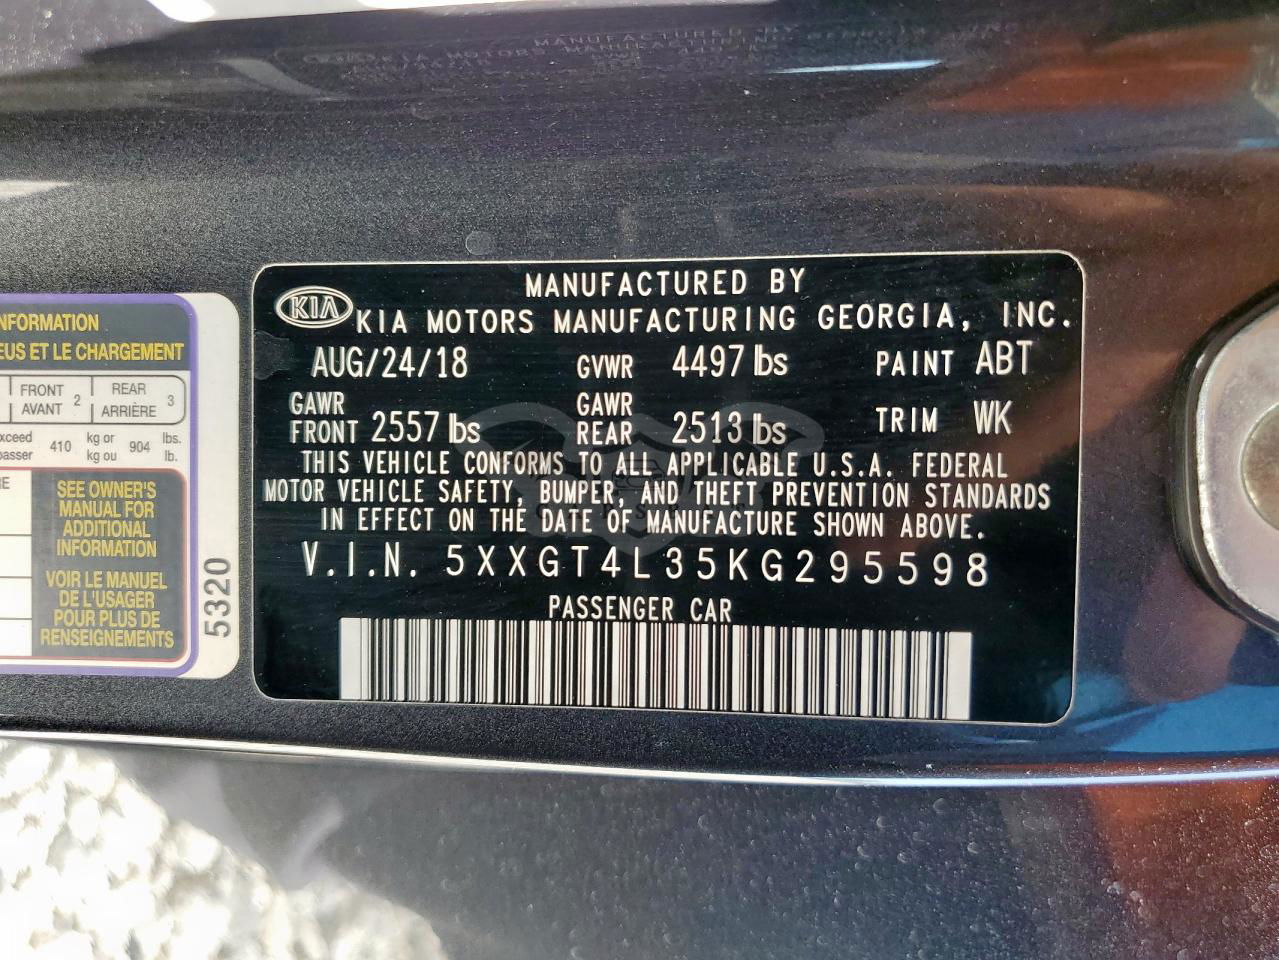 MANUFACTURED BY
KIA KIA MOTORS MANUFACTURING GEORGIA, INC.
AUG/24/18 GVWR 4497 lbs PAINT ABT
GAWR FRONT 2557 lbs GAWR REAR 2513 lbs TRIM WK
THIS VEHICLE CONFORMS TO ALL APPLICABLE U.S.A. FEDERAL
MOTOR VEHICLE SAFETY, BUMPER, AND THEFT PREVENTION STANDARDS
IN EFFECT ON THE DATE OF MANUFACTURE SHOWN ABOVE.
V.I.N. 5XXGT4L35KG295598
PASSENGER CAR
NFORMATION
EUS ET LE CHARGEMENT
FRONT AVANT 2 REAR ARRIÈRE 3
xceed 410 kg or 904 lbs.
passer kg ou lb.
SEE OWNER'S
MANUAL FOR
ADDITIONAL
INFORMATION
VOIR LE MANUEL
DE L'USAGER
POUR PLUS DE
RENSEIGNEMENTS
5320